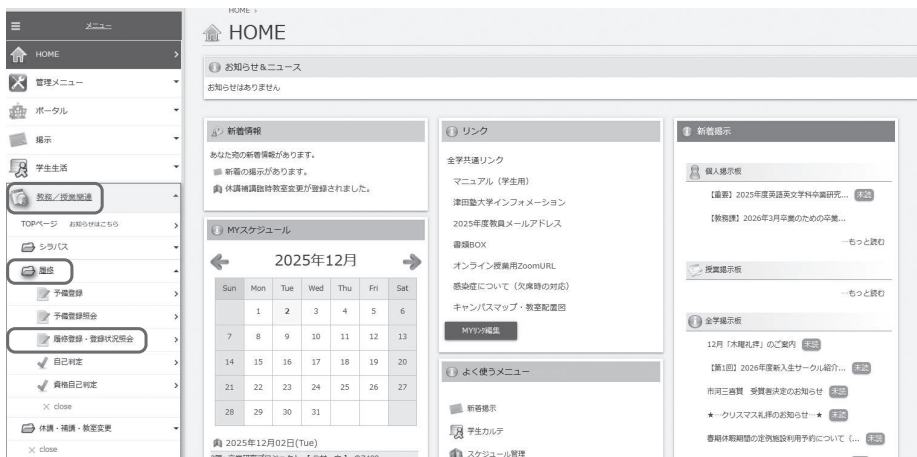 メニュー
HOME
管理メニュー
ポータル
掲示
学生生活
教務／授業関連
TOPページ お知らせはこちら
シラバス
履修
予備登録
予備登録照会
履修登録・登録状況照会
自己判定
資格自己判定
× close
休講・補講・教室変更
× close
HOME >
HOME
お知らせ＆ニュース
お知らせはありません
新着情報
あなた宛の新着情報があります。
新着の掲示があります。
休講補講臨時教室変更が登録されました。
MYスケジュール
2025年12月
Sun Mon Tue Wed Thu Fri Sat
1 2 3 4 5 6
7 8 9 10 11 12 13
14 15 16 17 18 19 20
21 22 23 24 25 26 27
28 29 30 31
2025年12月02日(Tue)
リンク
全学共通リンク
マニュアル（学生用）
津田塾大学インフォメーション
2025年度教員メールアドレス
書類BOX
オンライン授業用ZoomURL
感染症について（欠席時の対応）
キャンパスマップ・教室配置図
MYリンク編集
よく使うメニュー
新着掲示
学生カルテ
スケジュール管理
新着掲示
個人掲示板
【重要】2025年度英語英文学科卒業研究... 未読
【教務課】2026年3月卒業のための卒業...
…もっと読む
授業掲示板
…もっと読む
全学掲示板
12月「木曜礼拝」のご案内 未読
【第1回】2026年度新入生サークル紹介... 未読
市河三喜賞 受賞者決定のお知らせ 未読
★…クリスマス礼拝のお知らせ…★ 未読
春期休暇期間の定例施設利用予約について（... 未読